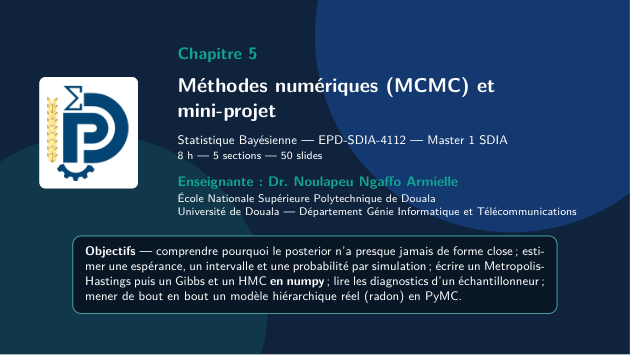 Chapitre 5
Méthodes numériques (MCMC) et
mini-projet
Statistique Bayésienne — EPD-SDIA-4112 — Master 1 SDIA
8 h — 5 sections — 50 slides
Enseignante : Dr. Noulapeu Ngaffo Armielle
École Nationale Supérieure Polytechnique de Douala
Université de Douala — Département Génie Informatique et Télécommunications
Objectifs — comprendre pourquoi le posterior n'a presque jamais de forme close ; esti-
mer une espérance, un intervalle et une probabilité par simulation ; écrire un Metropolis-
Hastings puis un Gibbs et un HMC en numpy ; lire les diagnostics d'un échantillonneur ;
mener de bout en bout un modèle hiérarchique réel (radon) en PyMC.